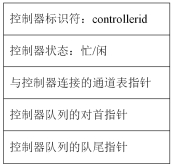 控制器标识符：controllerid
控制器状态：忙/闲
与控制器连接的通道表指针
控制器队列的对首指针
控制器队列的队尾指针